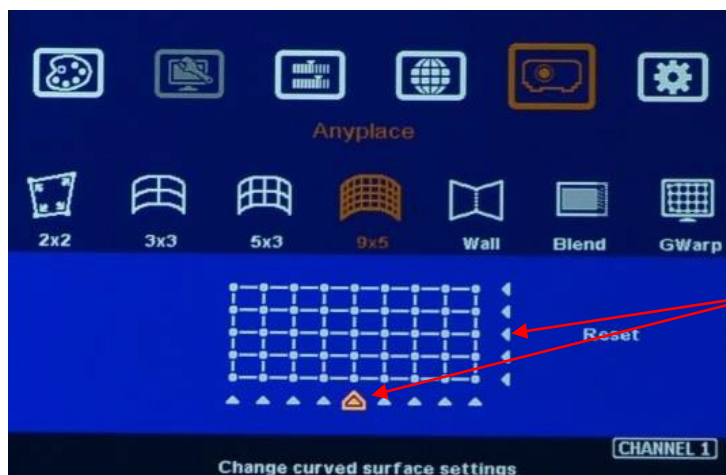 Anyplace
2x2 3x3 5x3 9x5 Wall Blend GWarp
Reset
CHANNEL 1
Change curved surface settings